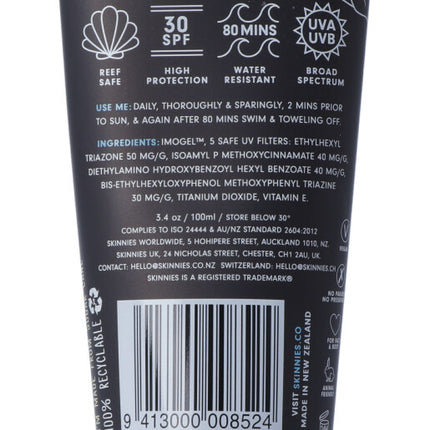 REEF
SAFE
30
SPF
HIGH
PROTECTION
80 MINS
WATER
RESISTANT
UVA
UVB
BROAD
SPECTRUM
USE ME: DAILY, THOROUGHLY & SPARINGLY, 2 MINS PRIOR
TO SUN, & AGAIN AFTER 80 MINS SWIM & TOWELING OFF.
INGREDIENTS: IMOGEL™, 5 SAFE UV FILTERS: ETHYLHEXYL
TRIAZONE 50 MG/G, ISOAMYL P METHOXYCINNAMATE 40 MG/G,
DIETHYLAMINO HYDROXYBENZOYL HEXYL BENZOATE 40 MG/G,
BIS-ETHYLHEXYLOXYPHENOL METHOXYPHENYL TRIAZINE
30 MG/G, TITANIUM DIOXIDE, VITAMIN E.
3.4 oz / 100ml / STORE BELOW 30°
COMPLIES TO ISO 24444 & AU/NZ STANDARD 2604:2012
SKINNIES WORLDWIDE, 5 HOHIPERE STREET, AUCKLAND 1010, NZ.
SKINNIES UK, 24 NICHOLAS STREET, CHESTER, CH1 2AU, UK.
CONTACT: HELLO@SKINNIES.CO.NZ SWITZERLAND: HELLO@SKINNIES.CH
SKINNIES IS A REGISTERED TRADEMARK®
100% RECYCLABLE
MADE FROM
VISIT SKINNIES.CO
MADE IN NEW ZEALAND
ANIMAL
FRIENDLY
9 413000 008524